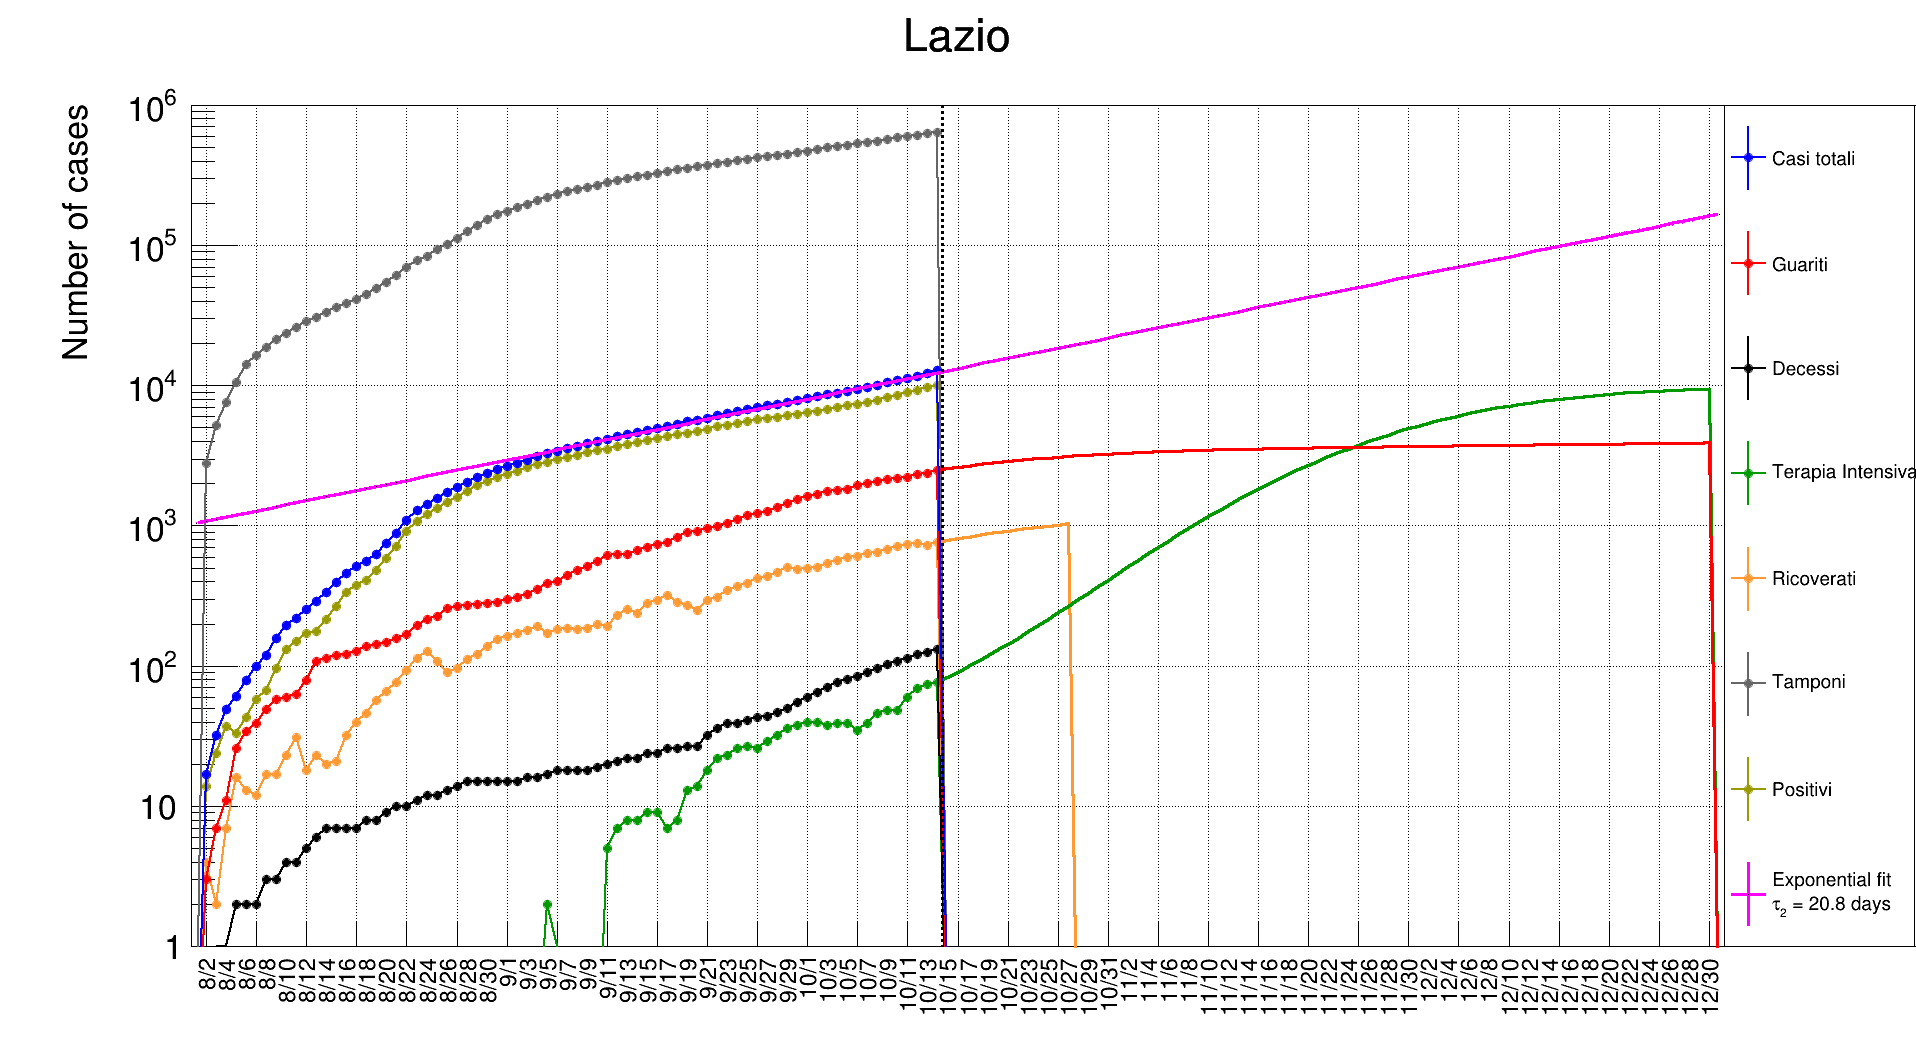 Lazio
Number of cases
10^6
10^5
10^4
10^3
10^2
10
1
8/2 8/4 8/6 8/8 8/10 8/12 8/14 8/16 8/18 8/20 8/22 8/24 8/26 8/28 8/30 9/1 9/3 9/5 9/7 9/9 9/11 9/13 9/15 9/17 9/19 9/21 9/23 9/25 9/27 9/29 10/1 10/3 10/5 10/7 10/9 10/11 10/13 10/15 10/17 10/19 10/21 10/23 10/25 10/27 10/29 10/31 11/2 11/4 11/6 11/8 11/10 11/12 11/14 11/16 11/18 11/20 11/22 11/24 11/26 11/28 11/30 12/2 12/4 12/6 12/8 12/10 12/12 12/14 12/16 12/18 12/20 12/22 12/24 12/26 12/28 12/30
Casi totali
Guariti
Decessi
Terapia Intensiva
Ricoverati
Tamponi
Positivi
Exponential fit
τ₂ = 20.8 days